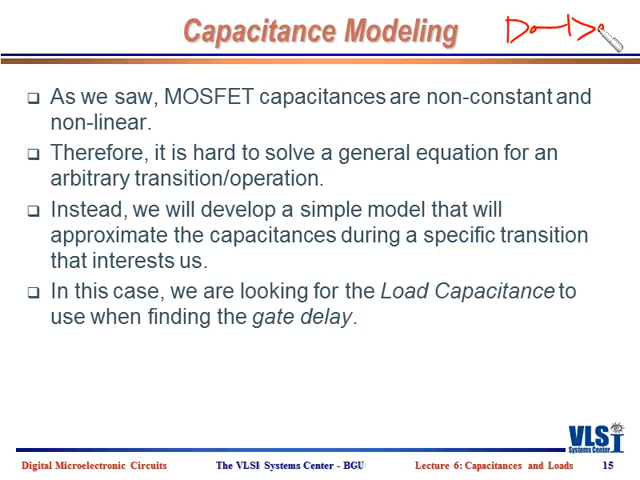 Capacitance Modeling
As we saw, MOSFET capacitances are non-constant and
non-linear.
Therefore, it is hard to solve a general equation for an
arbitrary transition/operation.
Instead, we will develop a simple model that will
approximate the capacitances during a specific transition
that interests us.
In this case, we are looking for the Load Capacitance to
use when finding the gate delay.
VLSI
Systems Center
Digital Microelectronic Circuits
The VLSI Systems Center - BGU
Lecture 6: Capacitances and Loads
15